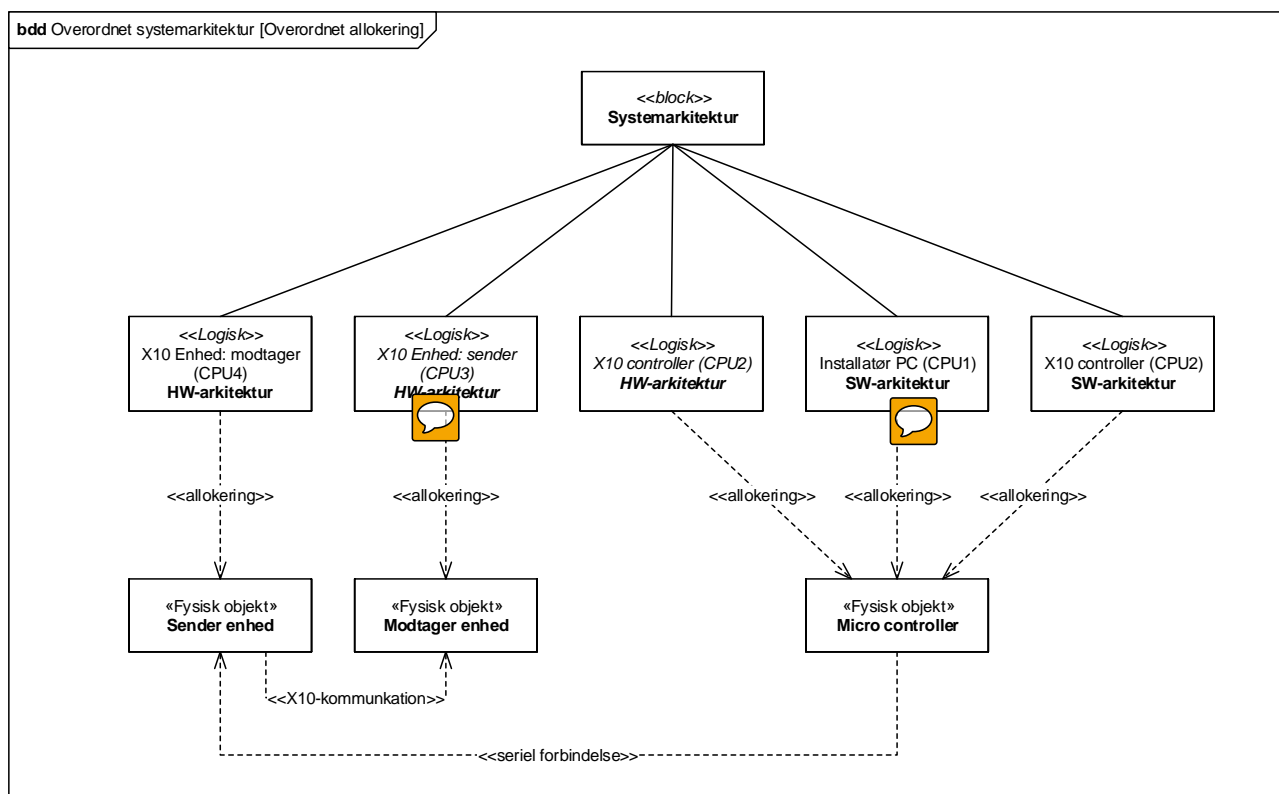 bdd Overordnet systemarkitektur [Overordnet allokering]
<<block>>
Systemarkitektur
<<Logisk>>
X10 Enhed: modtager
(CPU4)
HW-arkitektur
<<Logisk>>
X10 Enhed: sender
(CPU3)
HW-arkitektur
<<Logisk>>
X10 controller (CPU2)
HW-arkitektur
<<Logisk>>
Installatør PC (CPU1)
SW-arkitektur
<<Logisk>>
X10 controller (CPU2)
SW-arkitektur
<<allokering>>
<<allokering>>
<<allokering>>
<<allokering>>
<<allokering>>
«Fysisk objekt»
Sender enhed
«Fysisk objekt»
Modtager enhed
«Fysisk objekt»
Micro controller
<<X10-kommunkation>>
<<seriel forbindelse>>